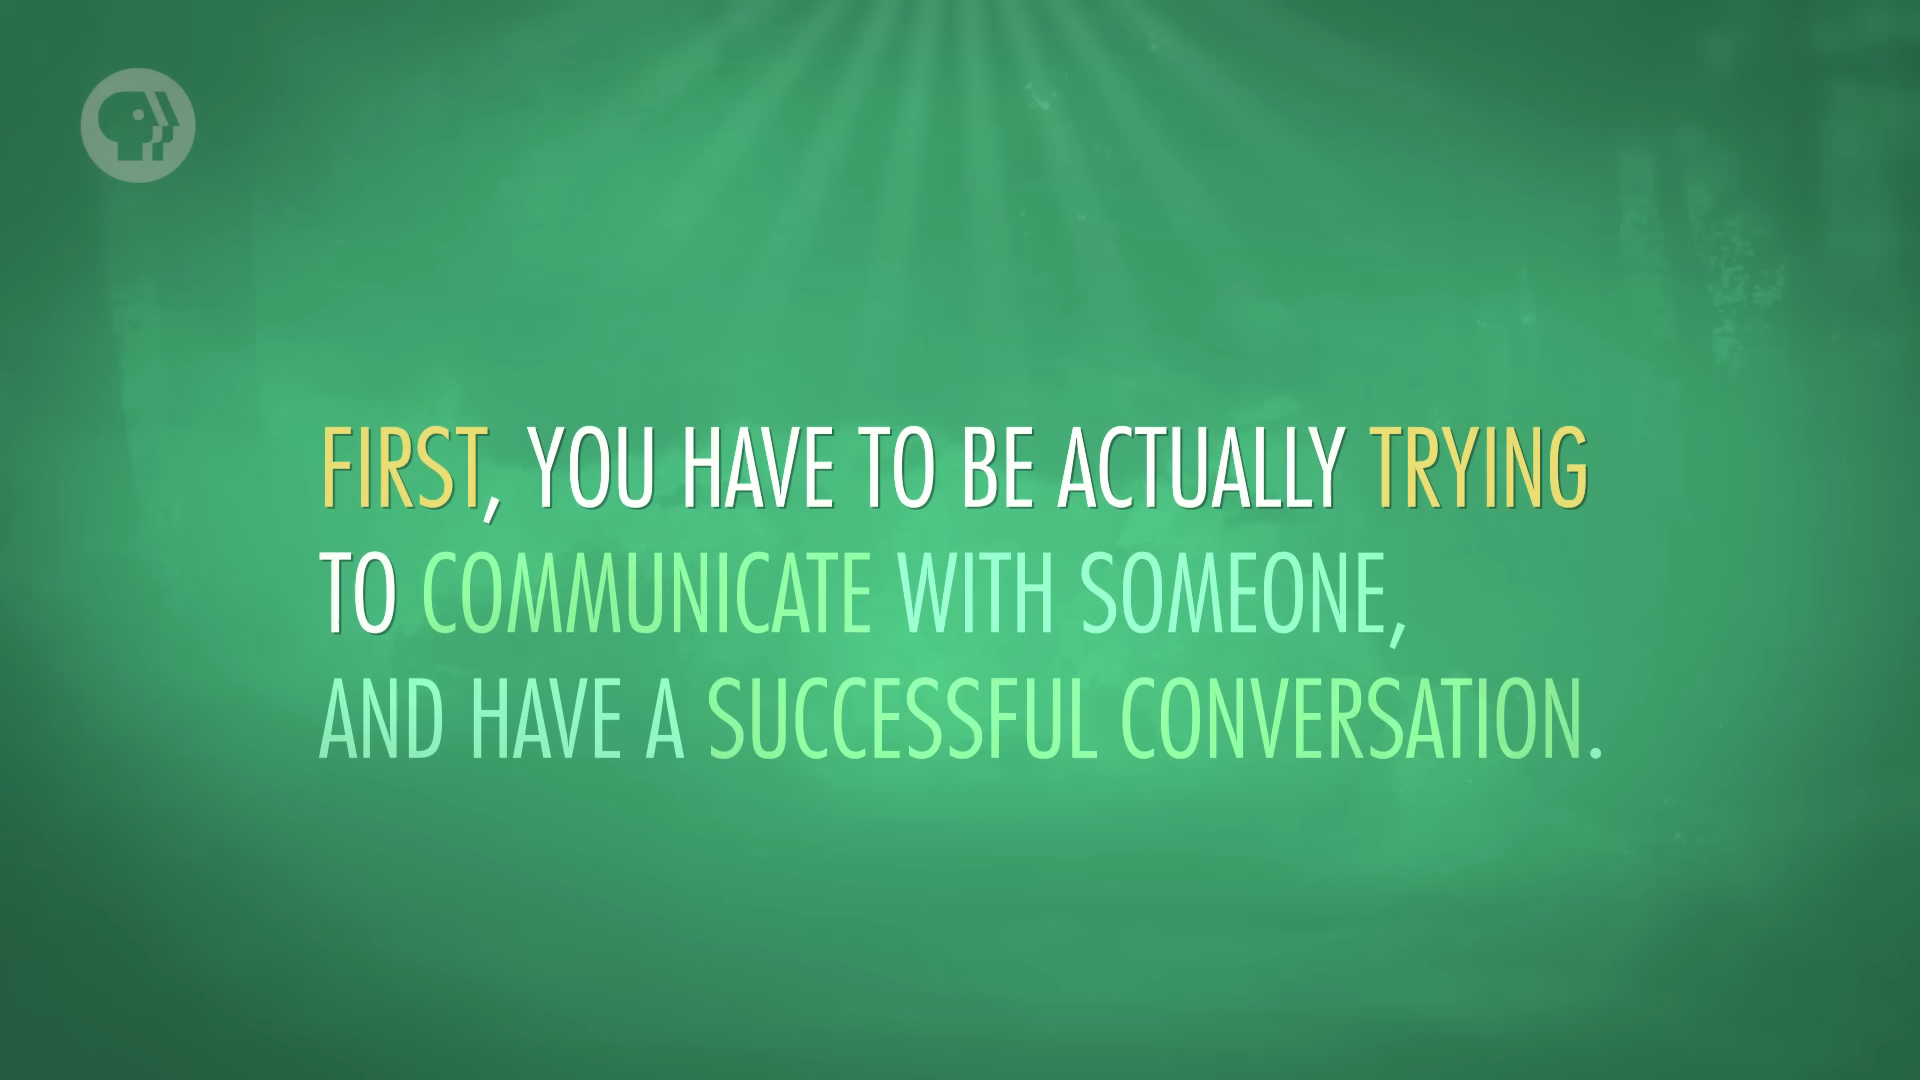 FIRST, YOU HAVE TO BE ACTUALLY TRYING
TO COMMUNICATE WITH SOMEONE,
AND HAVE A SUCCESSFUL CONVERSATION.